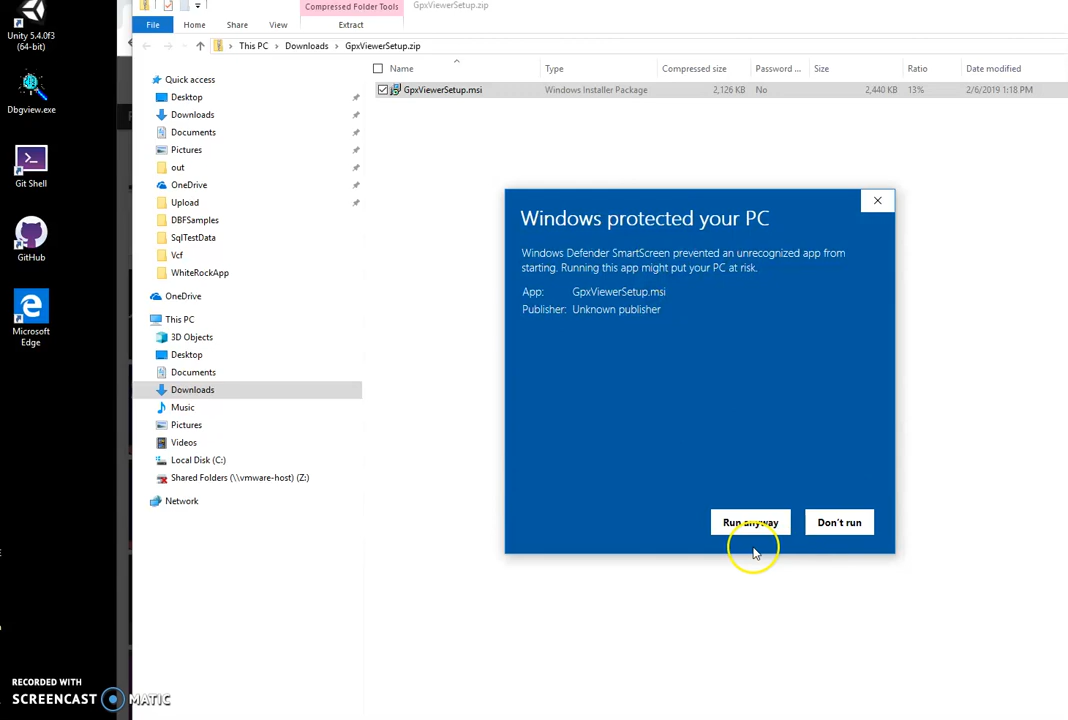 Unity 5.4.0f3
(64-bit)
Dbgview.exe
Git Shell
GitHub
Microsoft
Edge
Compressed Folder Tools
GpxViewerSetup.zip
File
Home
Share
View
Extract
This PC
Downloads
GpxViewerSetup.zip
Name
Type
Compressed size
Password ...
Size
Ratio
Date modified
GpxViewerSetup.msi
Windows Installer Package
2,126 KB
No
2,440 KB
13%
2/6/2019 1:18 PM
Quick access
Desktop
Downloads
Documents
Pictures
out
OneDrive
Upload
DBFSamples
SqlTestData
Vcf
WhiteRockApp
OneDrive
This PC
3D Objects
Desktop
Documents
Downloads
Music
Pictures
Videos
Local Disk (C:)
Shared Folders (\\vmware-host) (Z:)
Network
Windows protected your PC
Windows Defender SmartScreen prevented an unrecognized app from
starting. Running this app might put your PC at risk.
App: GpxViewerSetup.msi
Publisher: Unknown publisher
Run anyway
Don't run
RECORDED WITH
SCREENCAST MATIC